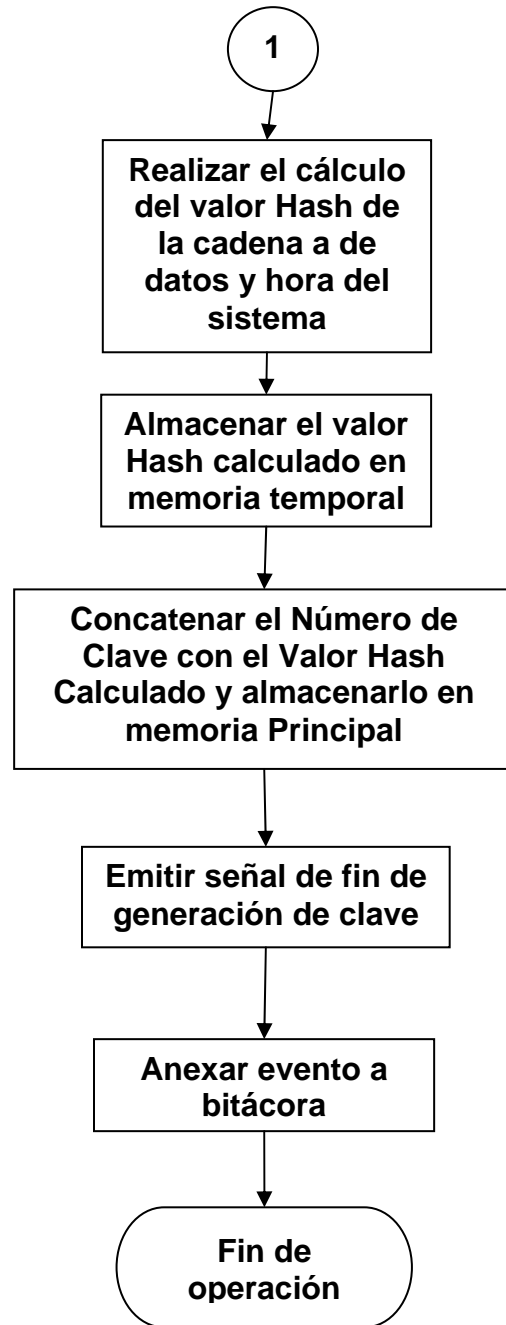 1
Realizar el cálculo
del valor Hash de
la cadena a de
datos y hora del
sistema
Almacenar el valor
Hash calculado en
memoria temporal
Concatenar el Número de
Clave con el Valor Hash
Calculado y almacenarlo en
memoria Principal
Emitir señal de fin de
generación de clave
Anexar evento a
bitácora
Fin de
operación